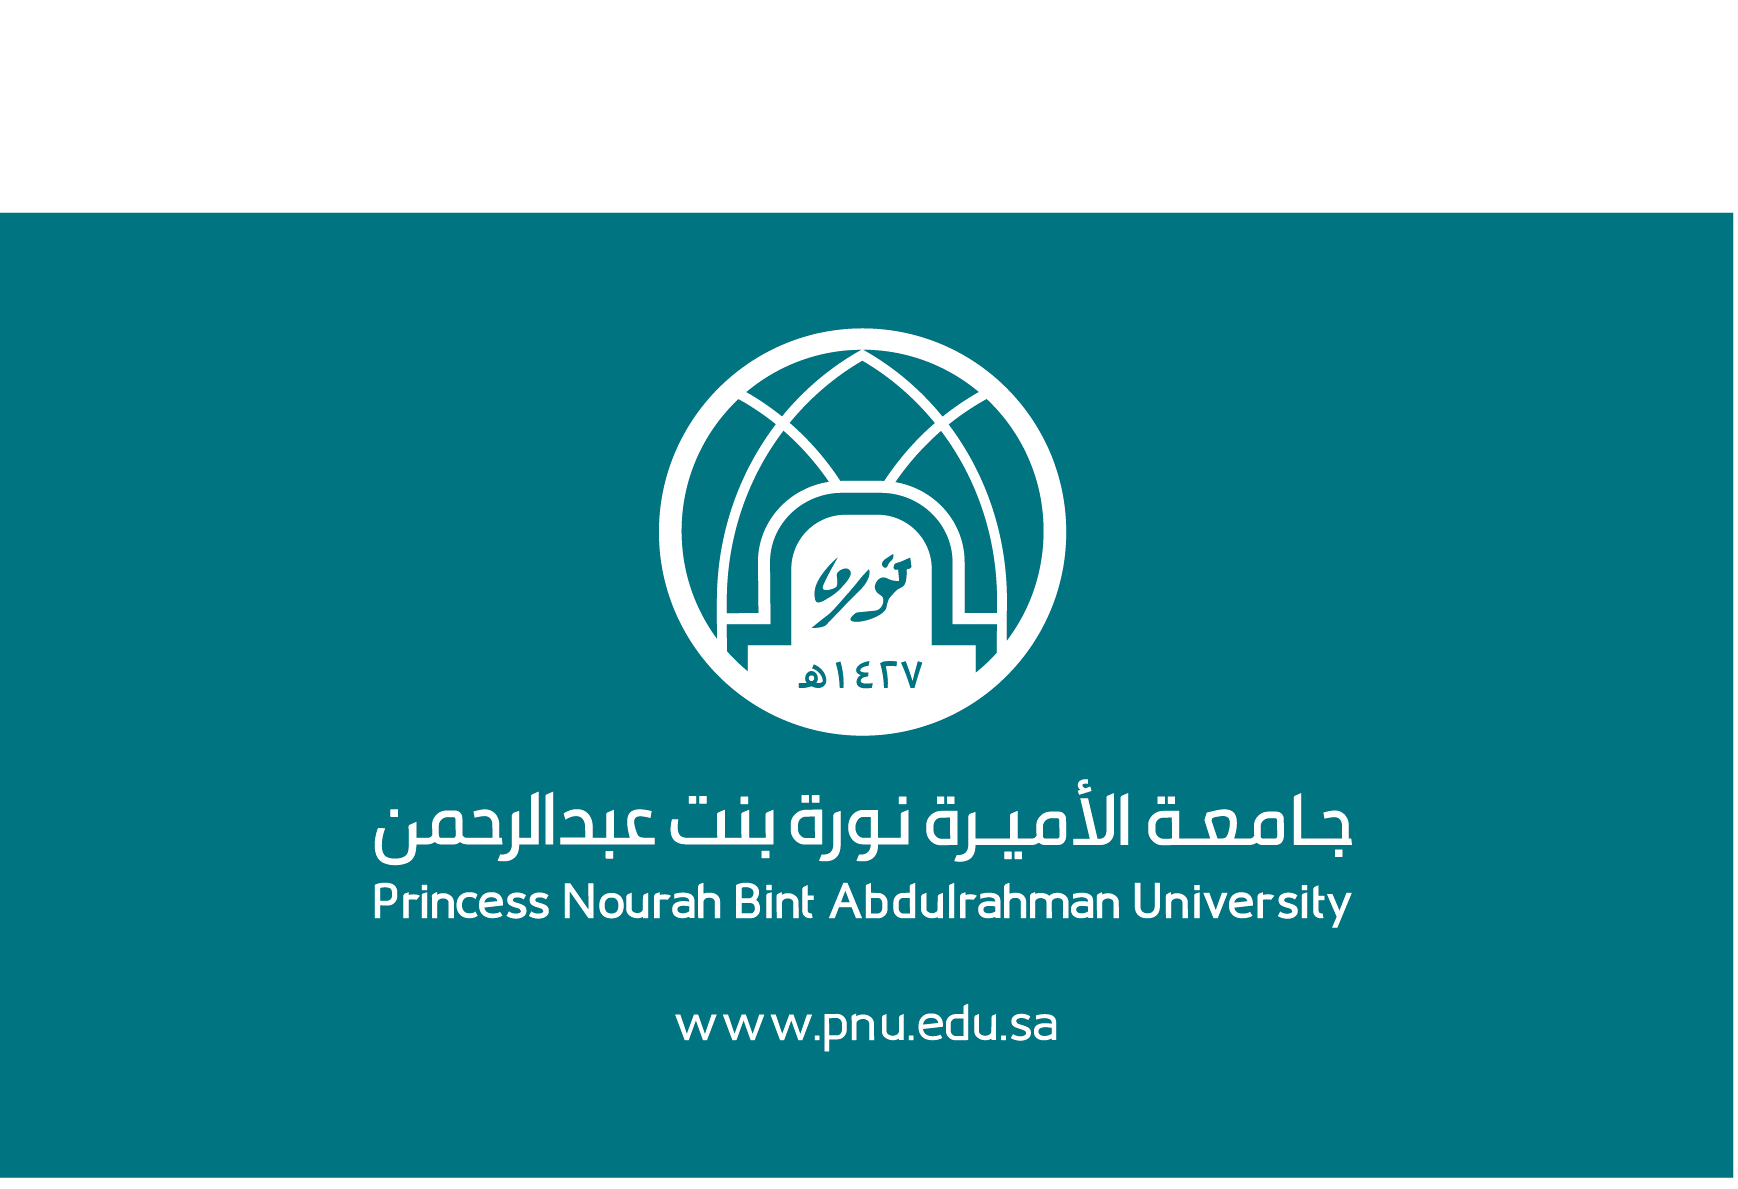 نورة
١٤٢٧هـ
جامعة الأميرة نورة بنت عبدالرحمن
Princess Nourah Bint Abdulrahman University
www.pnu.edu.sa